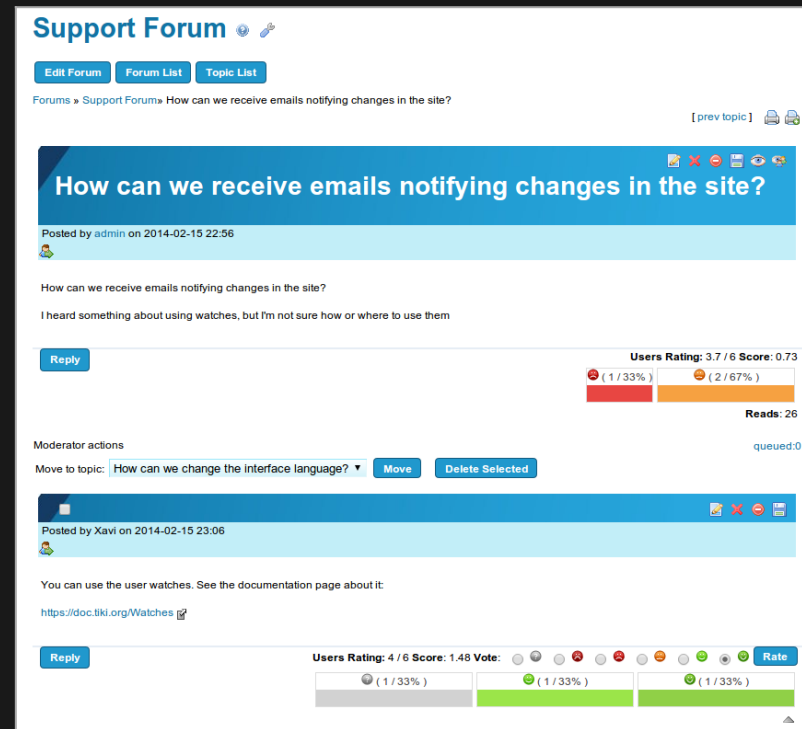 Support Forum
Edit Forum Forum List Topic List
Forums » Support Forum» How can we receive emails notifying changes in the site?
[ prev topic ]
How can we receive emails notifying changes in the site?
Posted by admin on 2014-02-15 22:56
How can we receive emails notifying changes in the site?
I heard something about using watches, but I'm not sure how or where to use them
Reply
Users Rating: 3.7 / 6 Score: 0.73
( 1 / 33% ) ( 2 / 67% )
Reads: 26
Moderator actions
queued:0
Move to topic: How can we change the interface language? Move Delete Selected
Posted by Xavi on 2014-02-15 23:06
You can use the user watches. See the documentation page about it:
https://doc.tiki.org/Watches
Reply Users Rating: 4 / 6 Score: 1.48 Vote: Rate
( 1 / 33% ) ( 1 / 33% ) ( 1 / 33% )